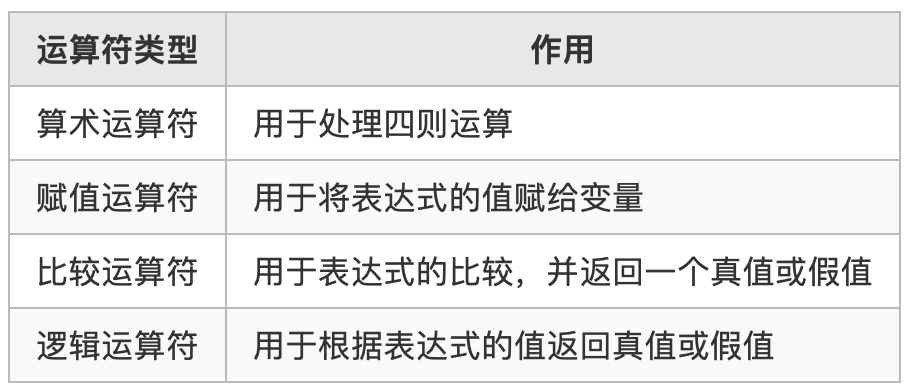 运算符类型 作用
算术运算符 用于处理四则运算
赋值运算符 用于将表达式的值赋给变量
比较运算符 用于表达式的比较，并返回一个真值或假值
逻辑运算符 用于根据表达式的值返回真值或假值